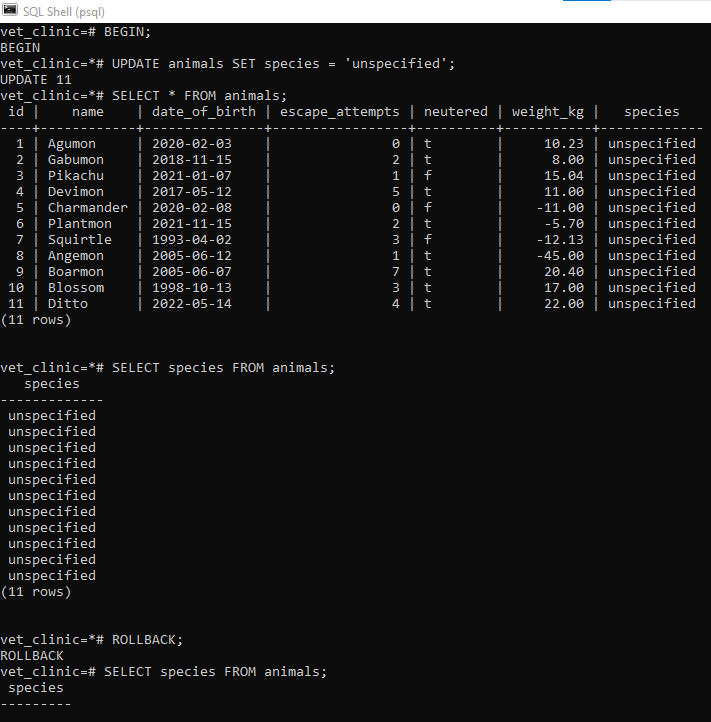 SQL Shell (psql)
vet_clinic=# BEGIN;
BEGIN
vet_clinic=*# UPDATE animals SET species = 'unspecified';
UPDATE 11
vet_clinic=*# SELECT * FROM animals;
 id |    name    | date_of_birth | escape_attempts | neutered | weight_kg |   species
----+------------+---------------+-----------------+----------+-----------+-------------
  1 | Agumon     | 2020-02-03    |               0 | t        |     10.23 | unspecified
  2 | Gabumon    | 2018-11-15    |               2 | t        |      8.00 | unspecified
  3 | Pikachu    | 2021-01-07    |               1 | f        |     15.04 | unspecified
  4 | Devimon    | 2017-05-12    |               5 | t        |     11.00 | unspecified
  5 | Charmander | 2020-02-08    |               0 | f        |    -11.00 | unspecified
  6 | Plantmon   | 2021-11-15    |               2 | t        |     -5.70 | unspecified
  7 | Squirtle   | 1993-04-02    |               3 | f        |    -12.13 | unspecified
  8 | Angemon    | 2005-06-12    |               1 | t        |    -45.00 | unspecified
  9 | Boarmon    | 2005-06-07    |               7 | t        |     20.40 | unspecified
 10 | Blossom    | 1998-10-13    |               3 | t        |     17.00 | unspecified
 11 | Ditto      | 2022-05-14    |               4 | t        |     22.00 | unspecified
(11 rows)
vet_clinic=*# SELECT species FROM animals;
   species
-------------
 unspecified
 unspecified
 unspecified
 unspecified
 unspecified
 unspecified
 unspecified
 unspecified
 unspecified
 unspecified
 unspecified
(11 rows)
vet_clinic=*# ROLLBACK;
ROLLBACK
vet_clinic=# SELECT species FROM animals;
 species
---------